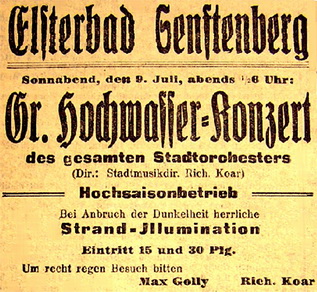 Elsterbad Senftenberg
Sonnabend, den 9. Juli, abends ½6 Uhr:
Gr. Hochwasser-Konzert
des gesamten Stadtorchesters
(Dir.: Stadtmusikdir. Rich. Koar)
Hochsaisonbetrieb
Bei Anbruch der Dunkelheit herrliche
Strand-Jllumination
Eintritt 15 und 30 Pfg.
Um recht regen Besuch bitten
Max Golly Rich. Koar